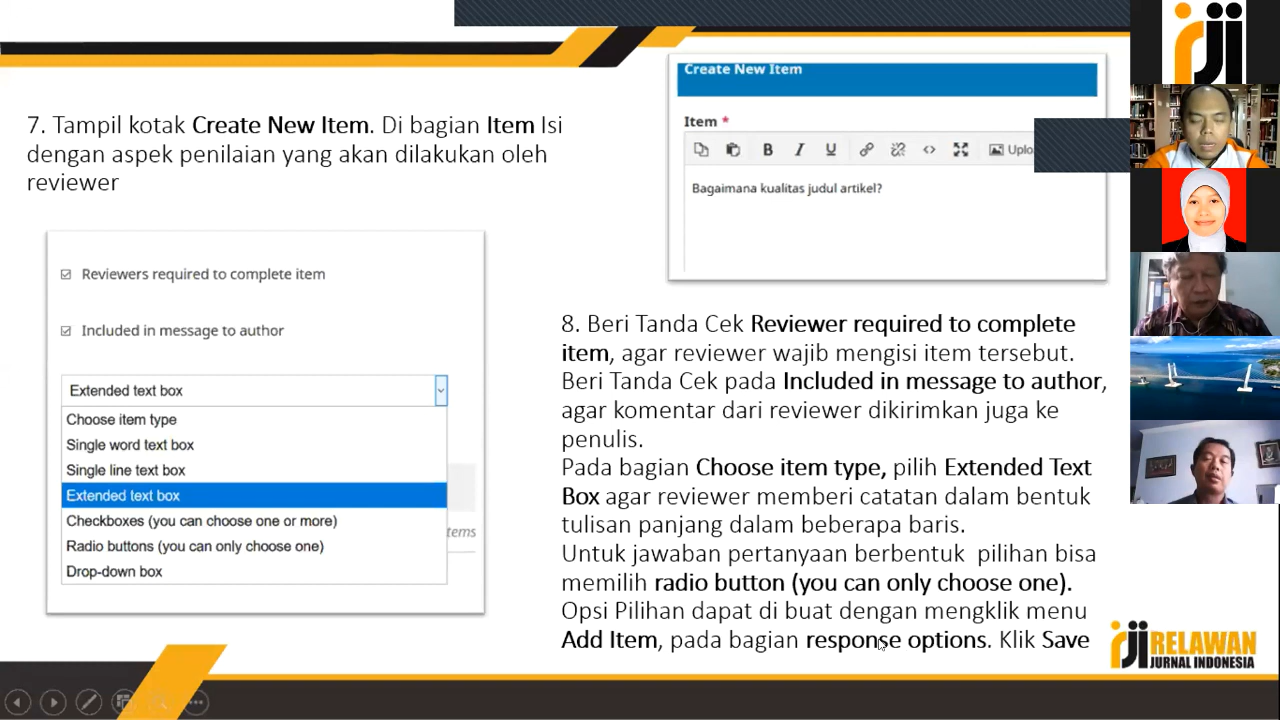 7. Tampil kotak Create New Item. Di bagian Item Isi
dengan aspek penilaian yang akan dilakukan oleh
reviewer
Create New Item
Item *
B I U
Bagaimana kualitas judul artikel?
Reviewers required to complete item
Included in message to author
Extended text box
Choose item type
Single word text box
Single line text box
Extended text box
Checkboxes (you can choose one or more)
Radio buttons (you can only choose one)
Drop-down box
8. Beri Tanda Cek Reviewer required to complete
item, agar reviewer wajib mengisi item tersebut.
Beri Tanda Cek pada Included in message to author,
agar komentar dari reviewer dikirimkan juga ke
penulis.
Pada bagian Choose item type, pilih Extended Text
Box agar reviewer memberi catatan dalam bentuk
tulisan panjang dalam beberapa baris.
Untuk jawaban pertanyaan berbentuk pilihan bisa
memilih radio button (you can only choose one).
Opsi Pilihan dapat di buat dengan mengklik menu
Add Item, pada bagian response options. Klik Save
rji
rji RELAWAN
JURNAL INDONESIA